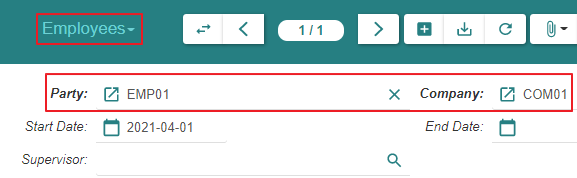 Employees
1 / 1
Party: EMP01 Company: COM01
Start Date: 2021-04-01 End Date:
Supervisor: